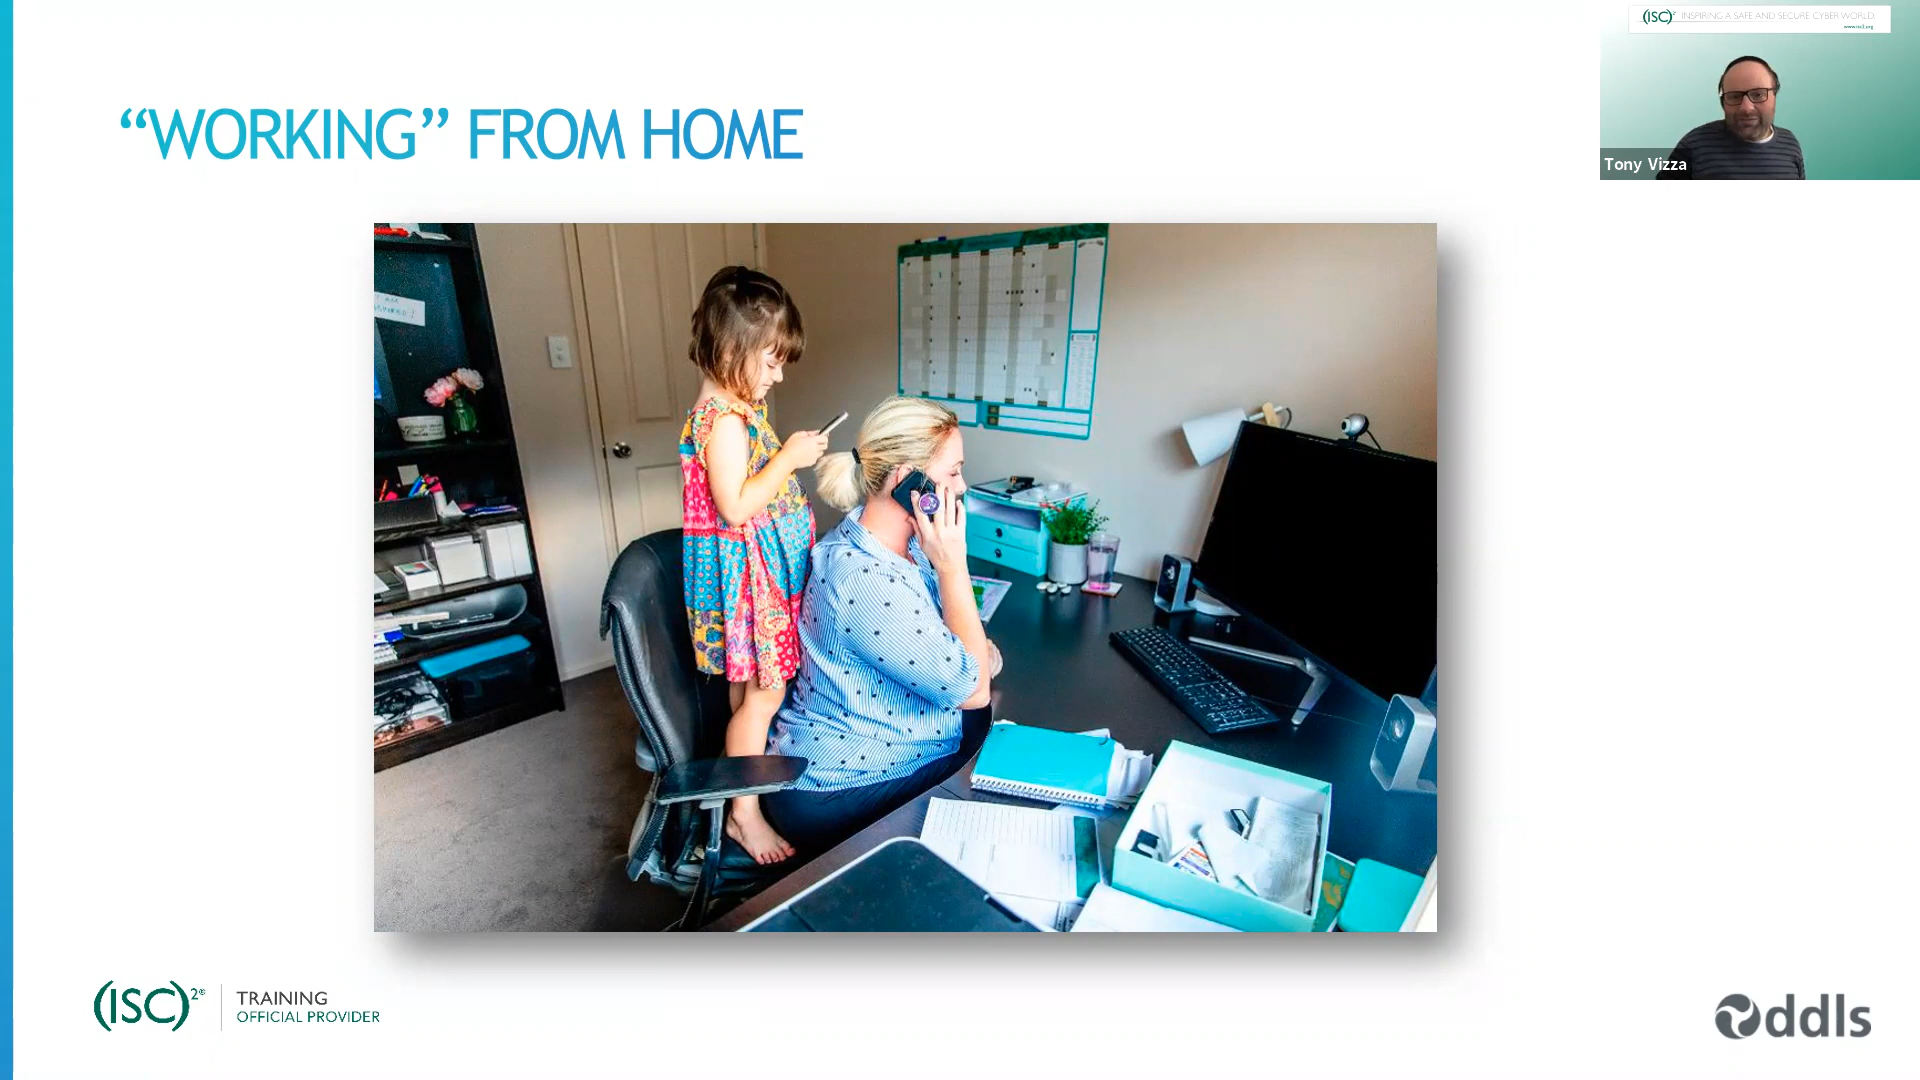 (ISC)² INSPIRING A SAFE AND SECURE CYBER WORLD
“WORKING” FROM HOME
Tony Vizza
(ISC)²®
TRAINING
OFFICIAL PROVIDER
ddls